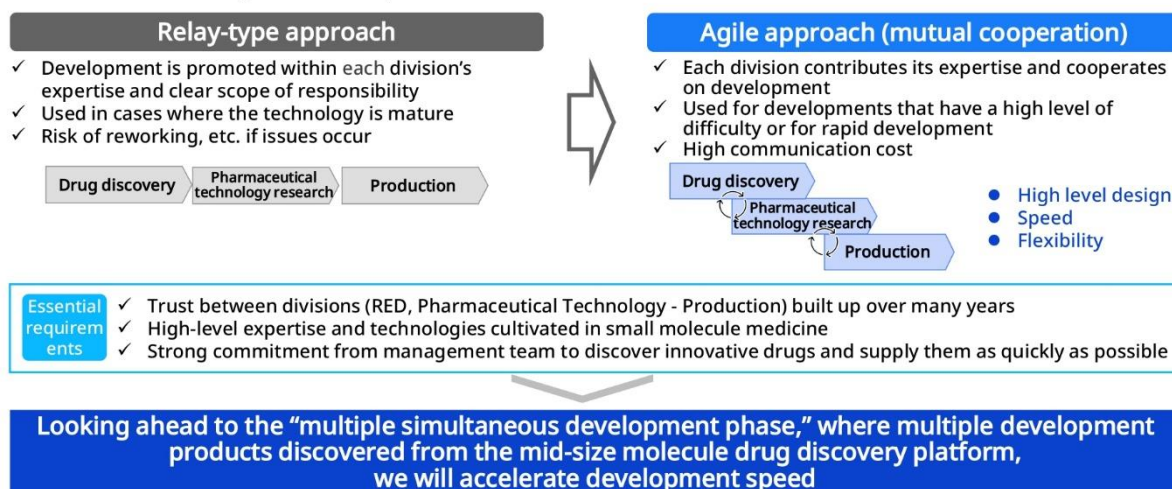 Relay-type approach
✓ Development is promoted within each division's
expertise and clear scope of responsibility
✓ Used in cases where the technology is mature
✓ Risk of reworking, etc. if issues occur
Drug discovery
Pharmaceutical
technology research
Production
Agile approach (mutual cooperation)
✓ Each division contributes its expertise and cooperates
on development
✓ Used for developments that have a high level of
difficulty or for rapid development
✓ High communication cost
Drug discovery
Pharmaceutical
technology research
Production
● High level design
● Speed
● Flexibility
Essential
requirem
ents
✓ Trust between divisions (RED, Pharmaceutical Technology - Production) built up over many years
✓ High-level expertise and technologies cultivated in small molecule medicine
✓ Strong commitment from management team to discover innovative drugs and supply them as quickly as possible
Looking ahead to the “multiple simultaneous development phase,” where multiple development
products discovered from the mid-size molecule drug discovery platform,
we will accelerate development speed